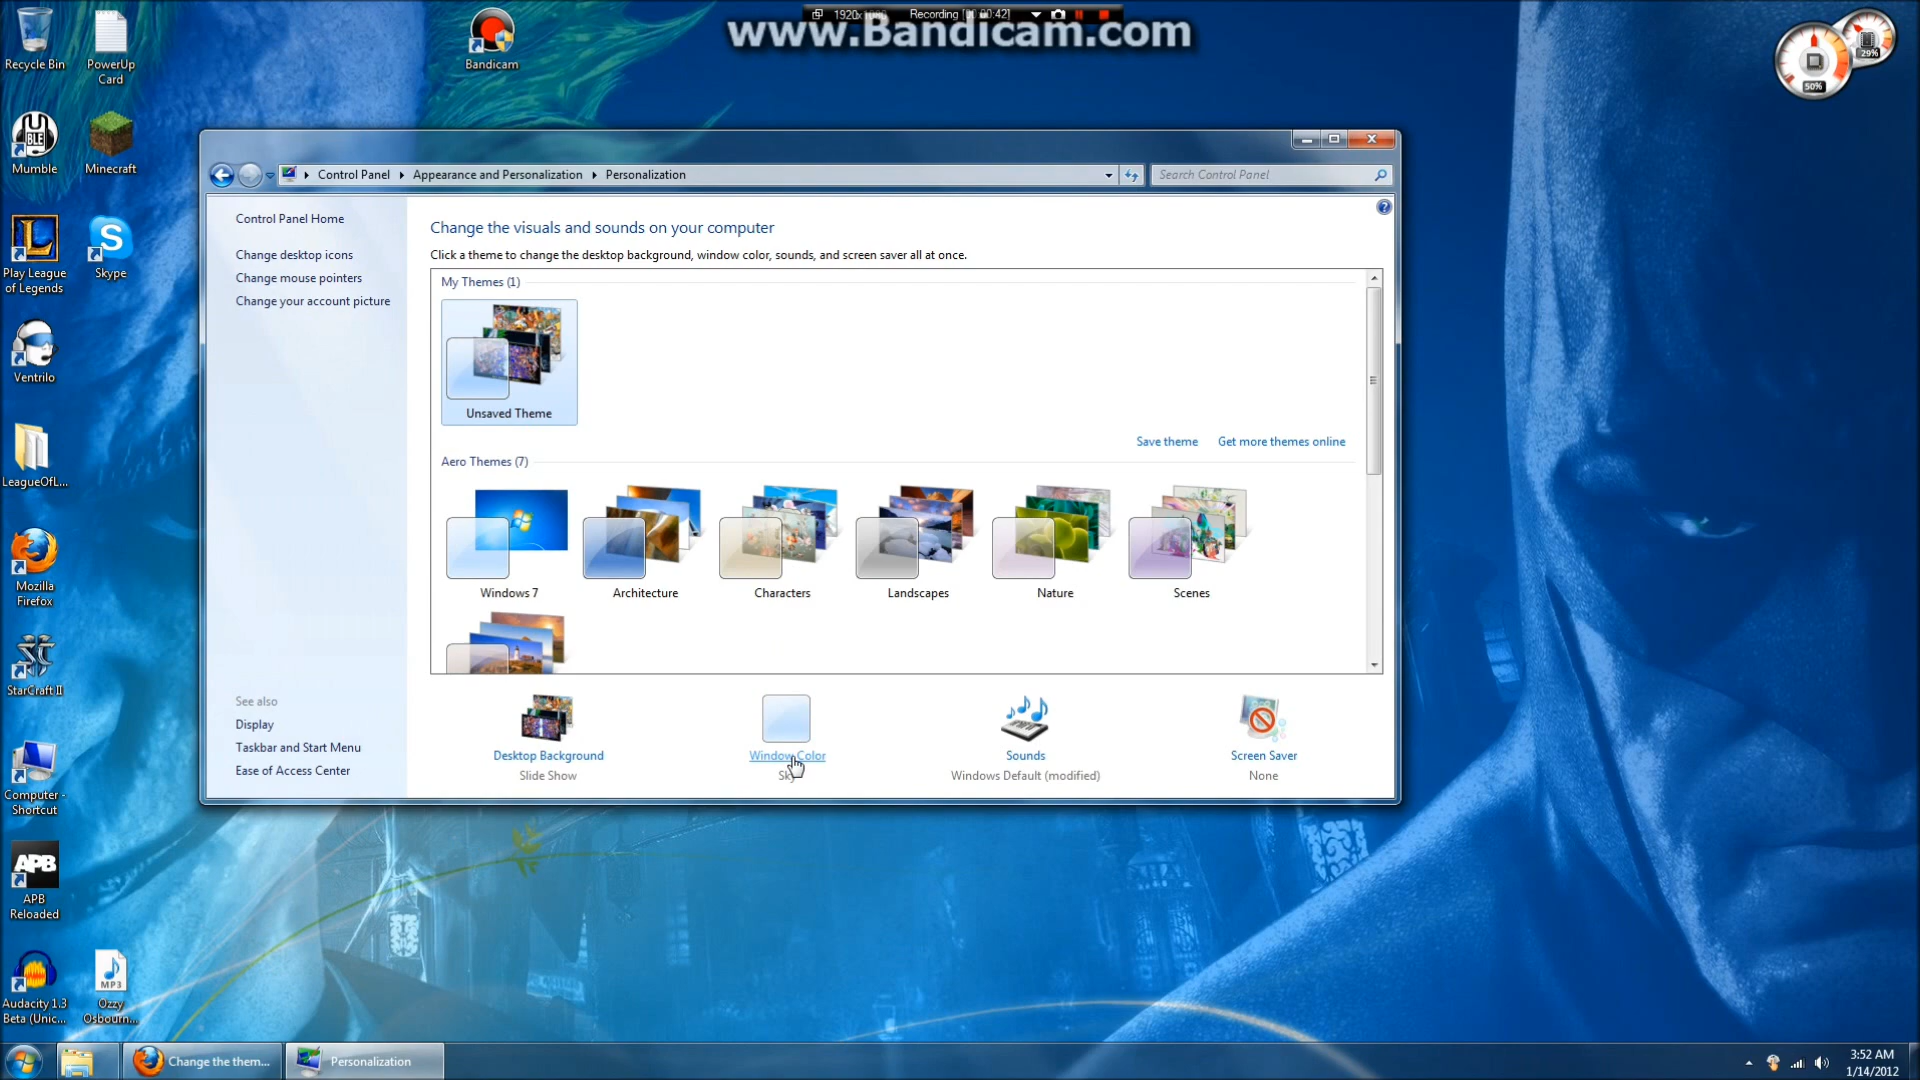 www.Bandicam.com
Recording [00:00:42]
50%
29%
Recycle Bin
PowerUp
Card
Bandicam
Mumble
Minecraft
Play League
of Legends
Skype
Ventrilo
LeagueOfL...
Mozilla
Firefox
StarCraft II
Computer -
Shortcut
APB
APB
Reloaded
Audacity 1.3
Beta (Unic...
MP3
Ozzy
Osbourn...
Control Panel
Appearance and Personalization
Personalization
Search Control Panel
Control Panel Home
Change desktop icons
Change mouse pointers
Change your account picture
See also
Display
Taskbar and Start Menu
Ease of Access Center
Change the visuals and sounds on your computer
Click a theme to change the desktop background, window color, sounds, and screen saver all at once.
My Themes (1)
Unsaved Theme
Save theme
Get more themes online
Aero Themes (7)
Windows 7
Architecture
Characters
Landscapes
Nature
Scenes
Desktop Background
Slide Show
Window Color
Sounds
Windows Default (modified)
Screen Saver
None
Change the them...
Personalization
3:52 AM
1/14/2012